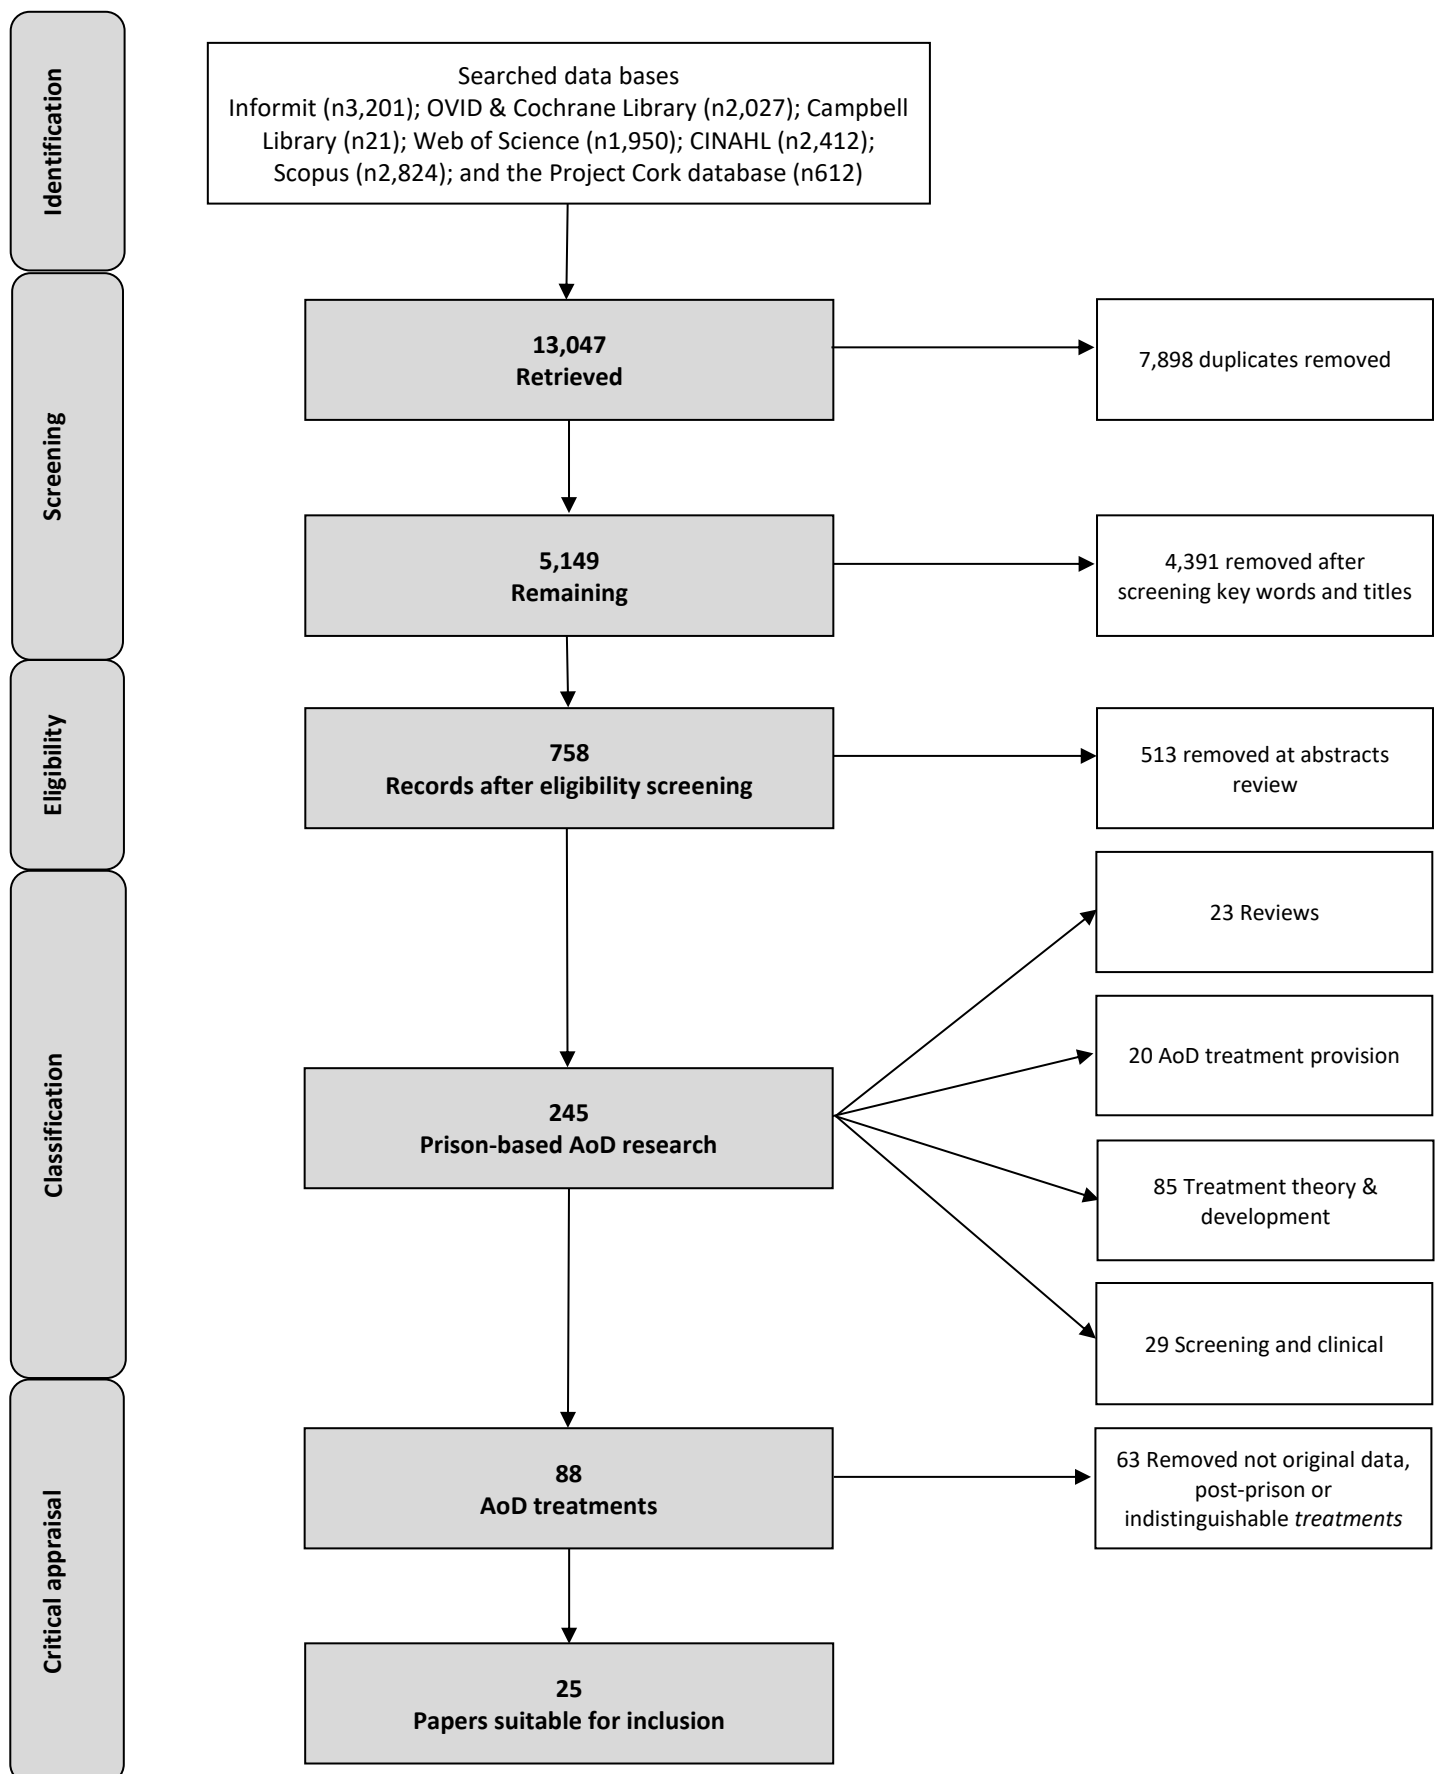 Identification
Searched data bases
Informit (n3,201); OVID & Cochrane Library (n2,027); Campbell
Library (n21); Web of Science (n1,950); CINAHL (n2,412);
Scopus (n2,824); and the Project Cork database (n612)
Screening
13,047
Retrieved
7,898 duplicates removed
5,149
Remaining
4,391 removed after
screening key words and titles
Eligibility
758
Records after eligibility screening
513 removed at abstracts
review
Classification
245
Prison-based AoD research
23 Reviews
20 AoD treatment provision
85 Treatment theory &
development
29 Screening and clinical
Critical appraisal
88
AoD treatments
63 Removed not original data,
post-prison or
indistinguishable treatments
25
Papers suitable for inclusion